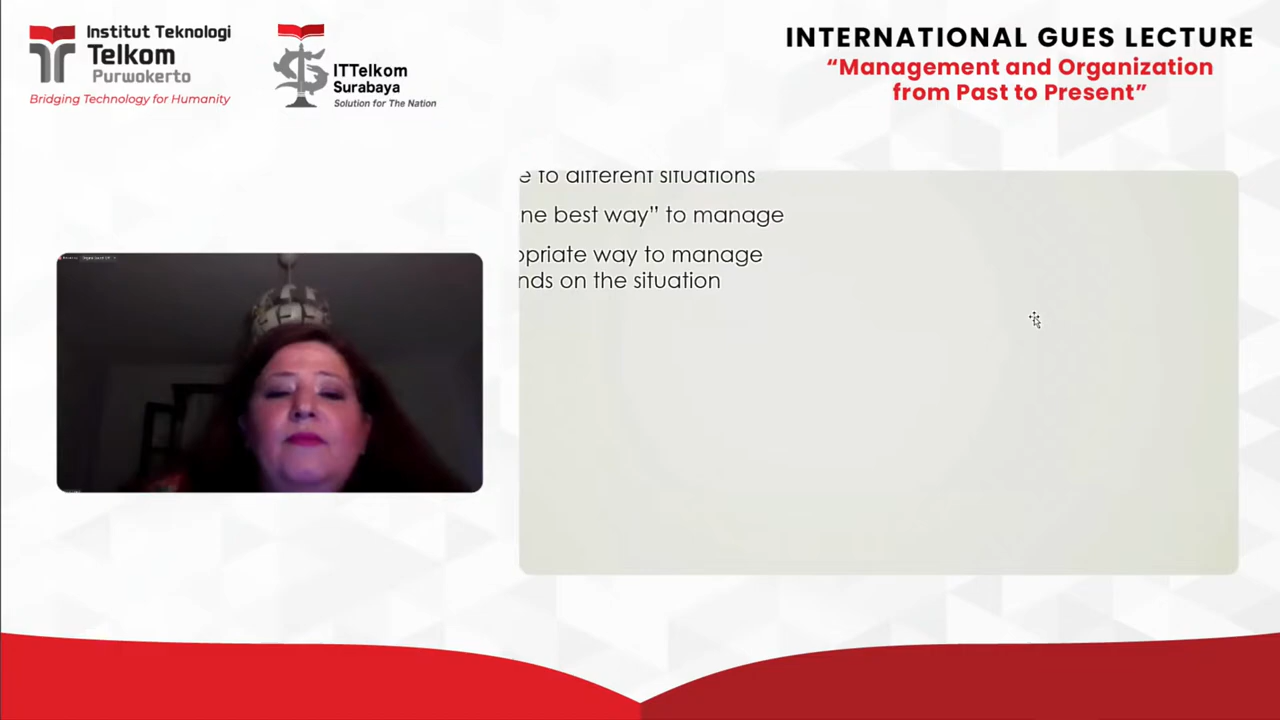 Institut Teknologi
Telkom
Purwokerto
Bridging Technology for Humanity
ITTelkom
Surabaya
Solution for The Nation
INTERNATIONAL GUES LECTURE
“Management and Organization
from Past to Present”
e to different situations
ne best way” to manage
opriate way to manage
nds on the situation